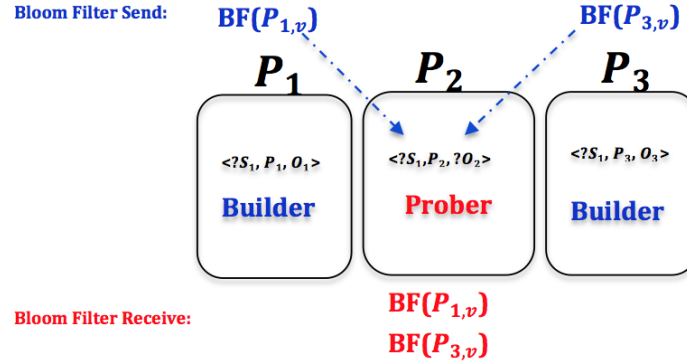 Bloom Filter Send: BF(P₁,ᵥ) BF(P₃,ᵥ)
P₁ P₂ P₃
<?S₁, P₁, O₁> <?S₁,P₂, ?O₂> <?S₁, P₃, O₃>
Builder Prober Builder
Bloom Filter Receive: BF(P₁,ᵥ)
BF(P₃,ᵥ)